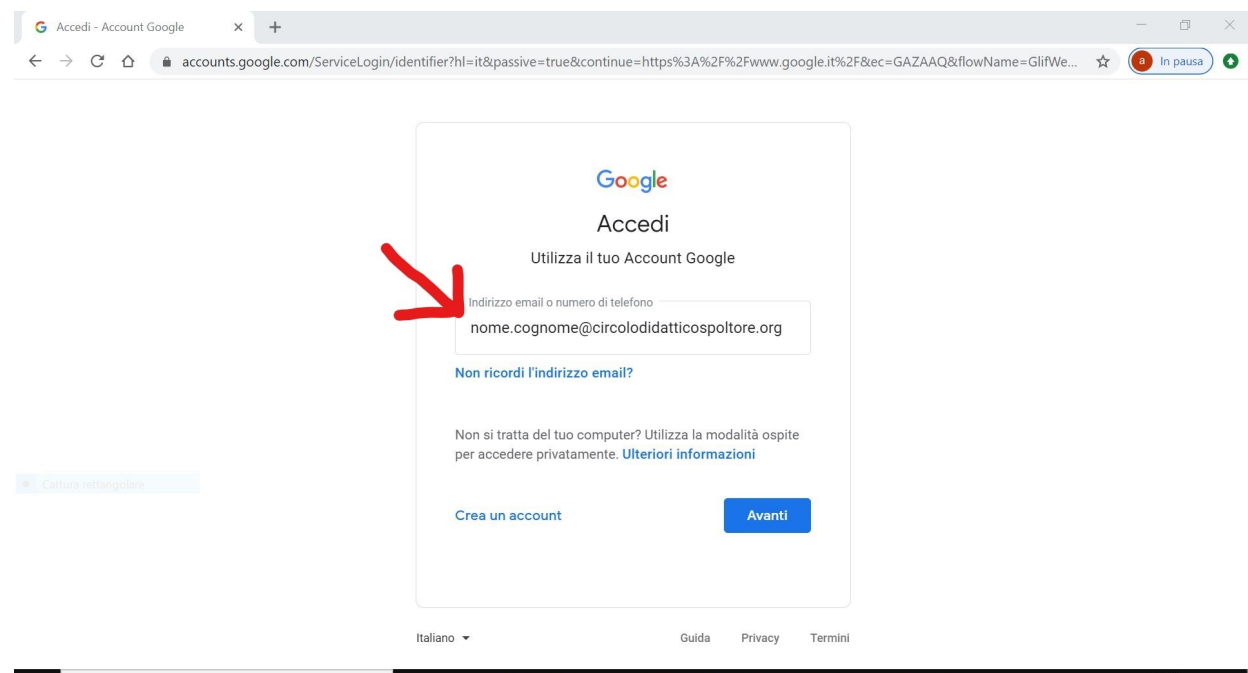 Accedi - Account Google
accounts.google.com/ServiceLogin/identifier?hl=it&passive=true&continue=https%3A%2F%2Fwww.google.it%2F&ec=GAZAAQ&flowName=GlifWe...
a In pausa
Google
Accedi
Utilizza il tuo Account Google
Indirizzo email o numero di telefono
nome.cognome@circolodidatticospoltore.org
Non ricordi l'indirizzo email?
Non si tratta del tuo computer? Utilizza la modalità ospite
per accedere privatamente. Ulteriori informazioni
Cattura rettangolare
Crea un account Avanti
Italiano Guida Privacy Termini